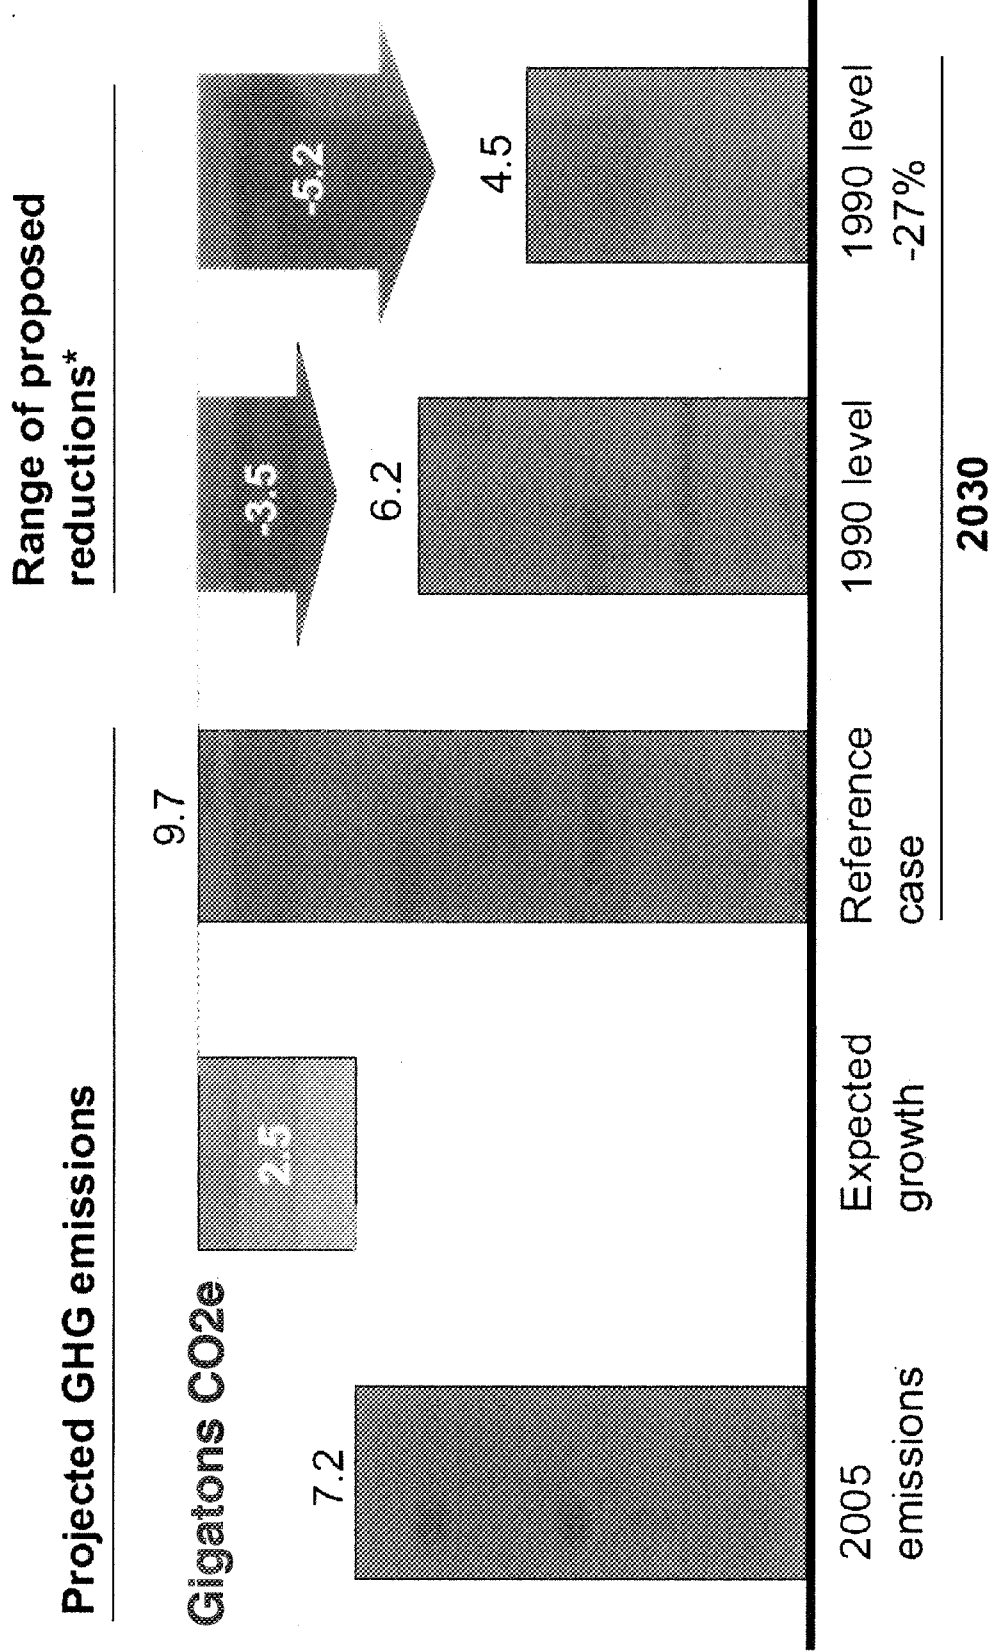 Projected GHG emissions
Range of proposed
reductions*
Gigatons CO2e
7.2
2.5
9.7
-3.5
6.2
-5.2
4.5
2005
emissions
Expected
growth
Reference
case
1990 level
1990 level
-27%
2030